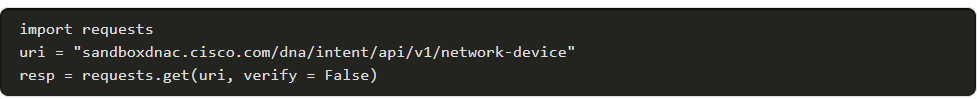 import requests
uri = "sandboxdnac.cisco.com/dna/intent/api/v1/network-device"
resp = requests.get(uri, verify = False)